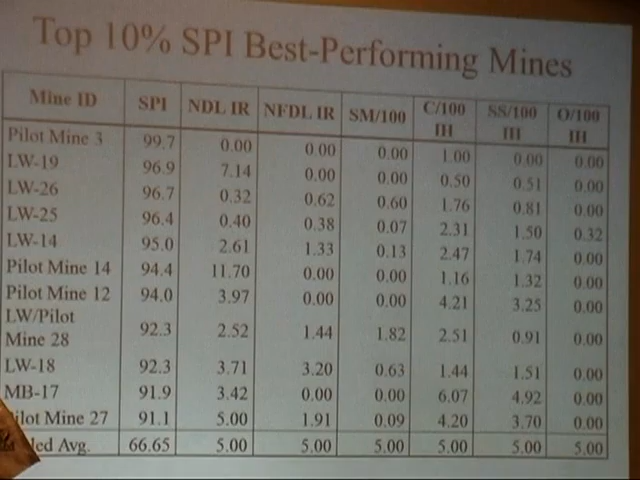 Top 10% SPI Best-Performing Mines
Mine ID SPI NDL IR NFDL IR SM/100 C/100 IH SS/100 IH O/100 IH
Pilot Mine 3 99.7 0.00 0.00 0.00 1.00 0.00 0.00
LW-19 96.9 7.14 0.00 0.00 0.50 0.51 0.00
LW-26 96.7 0.32 0.62 0.60 1.76 0.81 0.00
LW-25 96.4 0.40 0.38 0.07 2.31 1.50 0.32
LW-14 95.0 2.61 1.33 0.13 2.47 1.74 0.00
Pilot Mine 14 94.4 11.70 0.00 0.00 1.16 1.32 0.00
Pilot Mine 12 94.0 3.97 0.00 0.00 4.21 3.25 0.00
LW/Pilot
Mine 28 92.3 2.52 1.44 1.82 2.51 0.91 0.00
LW-18 92.3 3.71 3.20 0.63 1.44 1.51 0.00
MB-17 91.9 3.42 0.00 0.00 6.07 4.92 0.00
ilot Mine 27 91.1 5.00 1.91 0.09 4.20 3.70 0.00
led Avg. 66.65 5.00 5.00 5.00 5.00 5.00 5.00